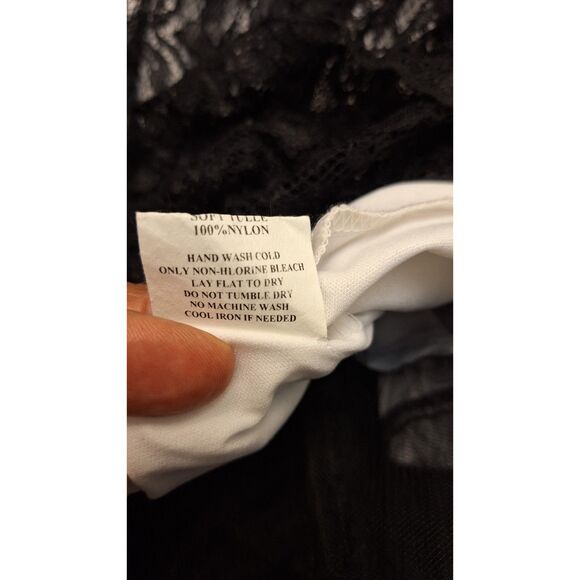 SOFT TULLE
100%NYLON
HAND WASH COLD
ONLY NON-HLORINE BLEACH
LAY FLAT TO DRY
DO NOT TUMBLE DRY
NO MACHINE WASH
COOL IRON IF NEEDED